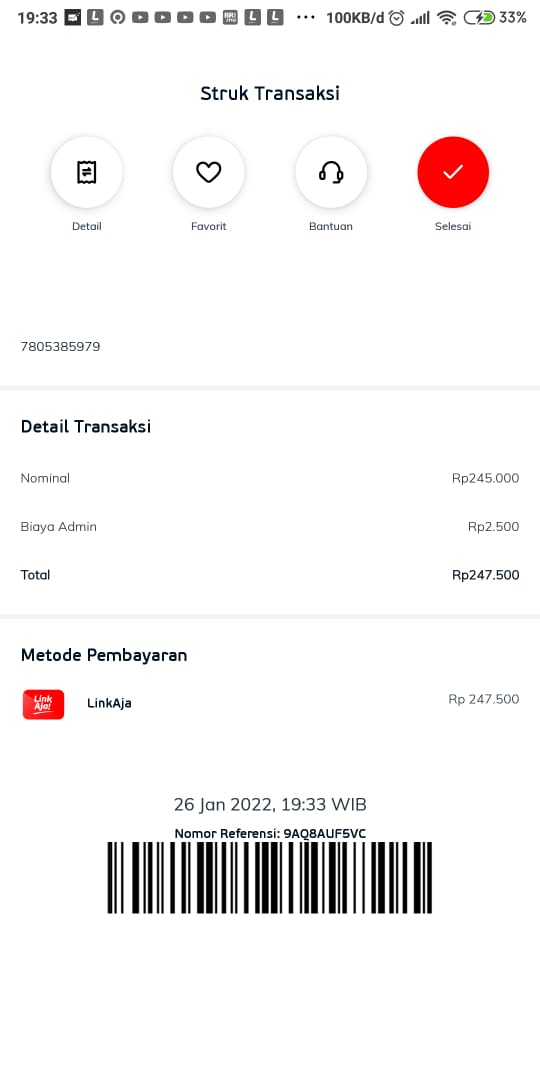 19:33 100KB/d 33%
Struk Transaksi
Detail Favorit Bantuan Selesai
7805385979
Detail Transaksi
Nominal Rp245.000
Biaya Admin Rp2.500
Total Rp247.500
Metode Pembayaran
Link Aja! LinkAja Rp 247.500
26 Jan 2022, 19:33 WIB
Nomor Referensi: 9AQ8AUF5VC